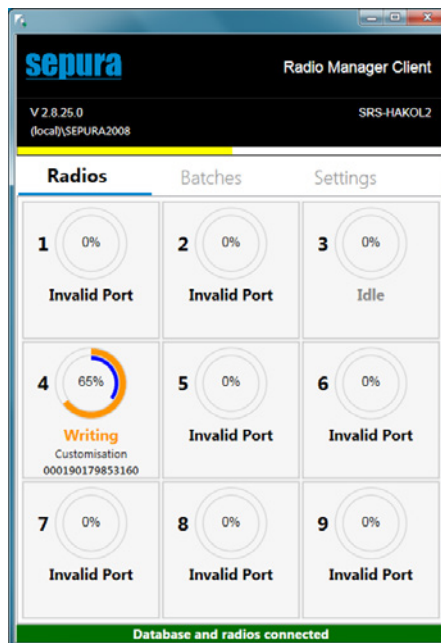 sepura
Radio Manager Client
V 2.8.25.0
SRS-HAKOL2
(local)\SEPURA2008
Radios
Batches
Settings
1
0%
Invalid Port
2
0%
Invalid Port
3
0%
Idle
4
65%
Writing
Customisation
000190179853160
5
0%
Invalid Port
6
0%
Invalid Port
7
0%
Invalid Port
8
0%
Invalid Port
9
0%
Invalid Port
Database and radios connected